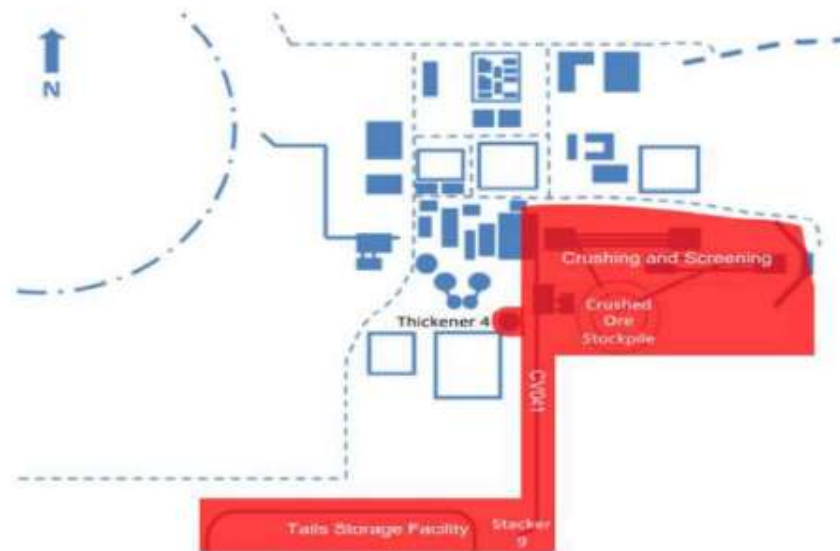 N
Crushing and Screening
Crushed
Ore
Stockpile
Thickener 4
CV041
Tails Storage Facility
Stacker
9